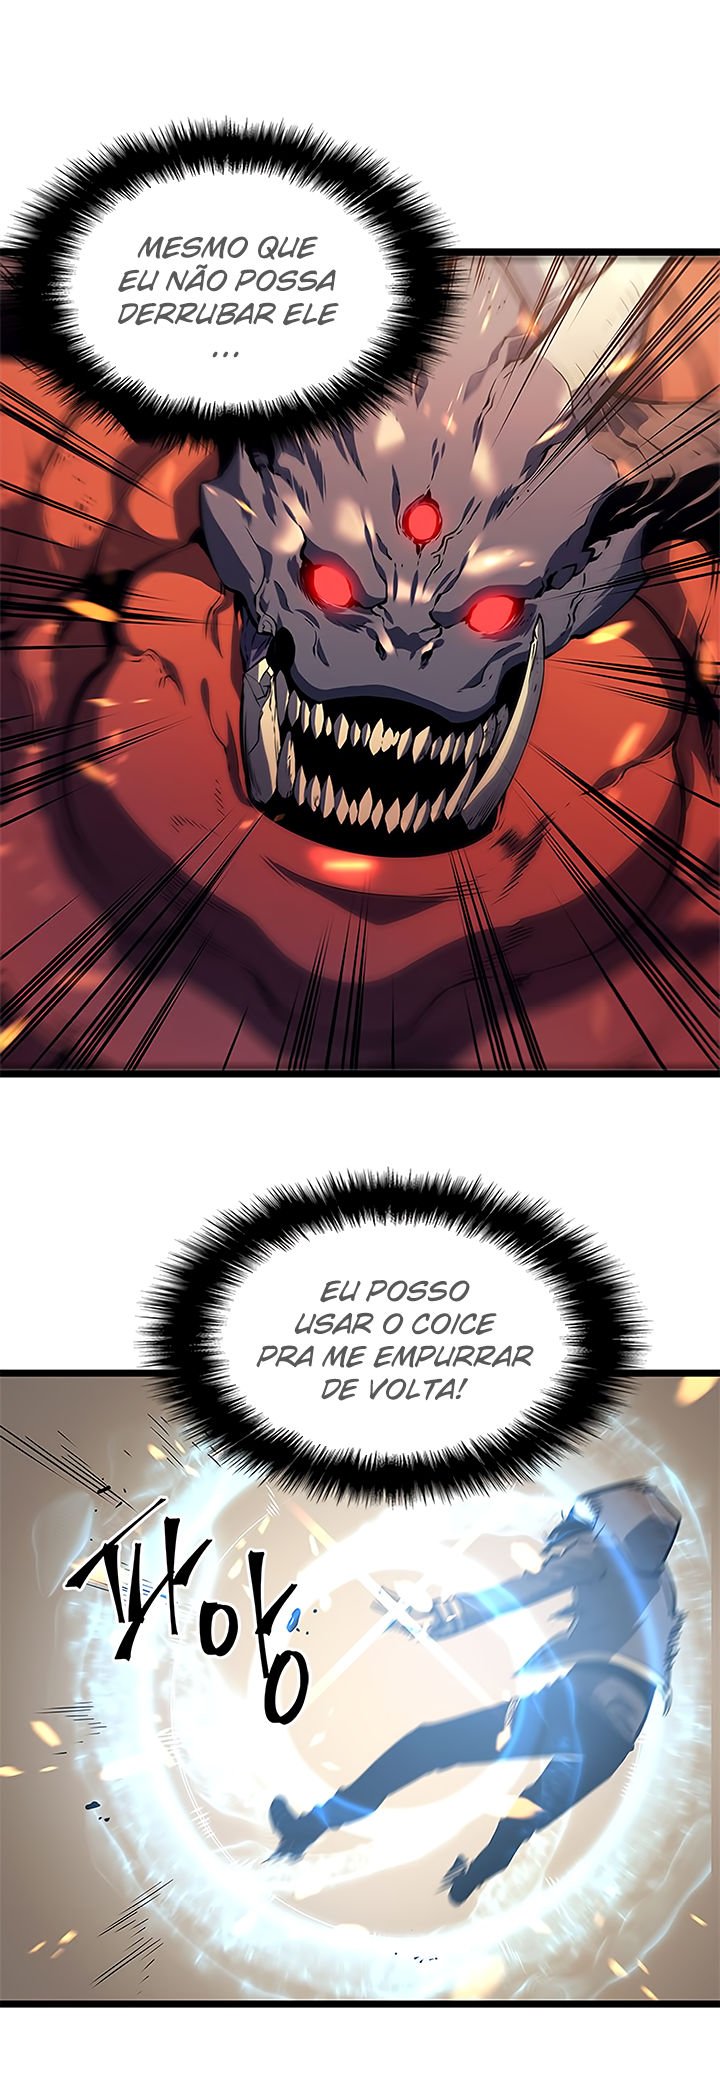 MESMO QUE
EU NÃO POSSA
DERRUBAR ELE
...
EU POSSO
USAR O COICE
PRA ME EMPURRAR
DE VOLTA!